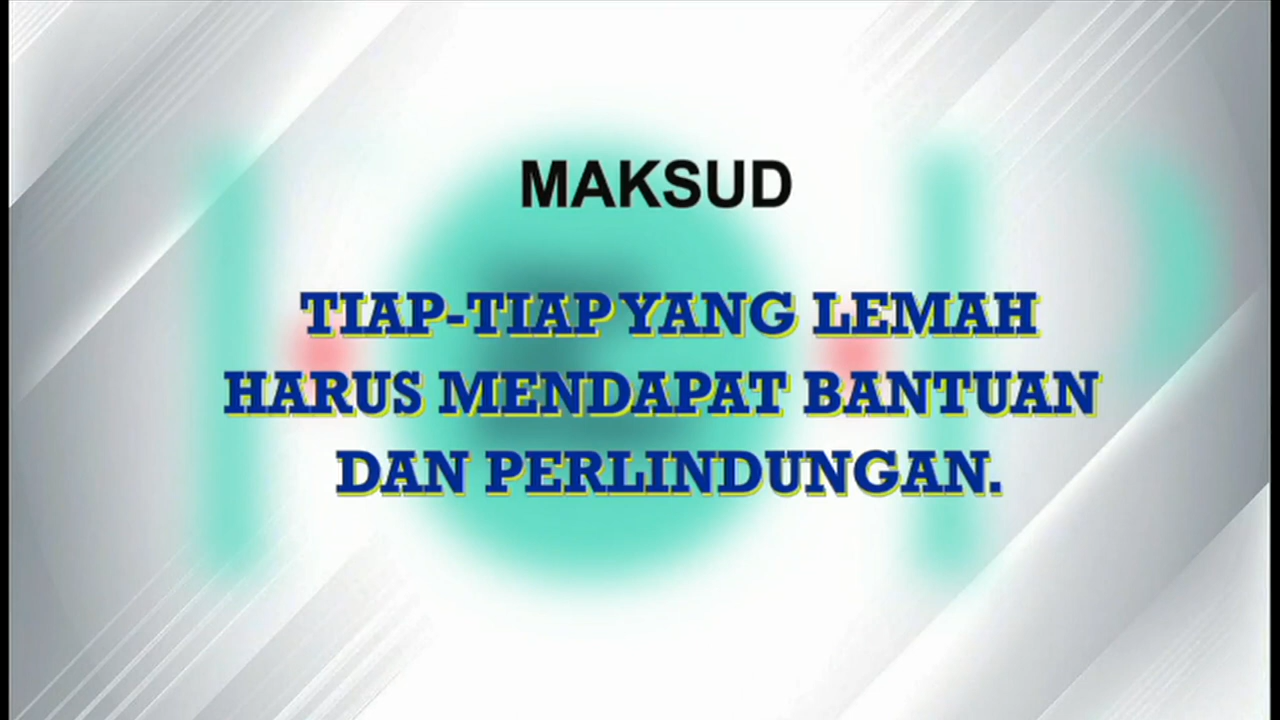 MAKSUD
TIAP-TIAP YANG LEMAH
HARUS MENDAPAT BANTUAN
DAN PERLINDUNGAN.